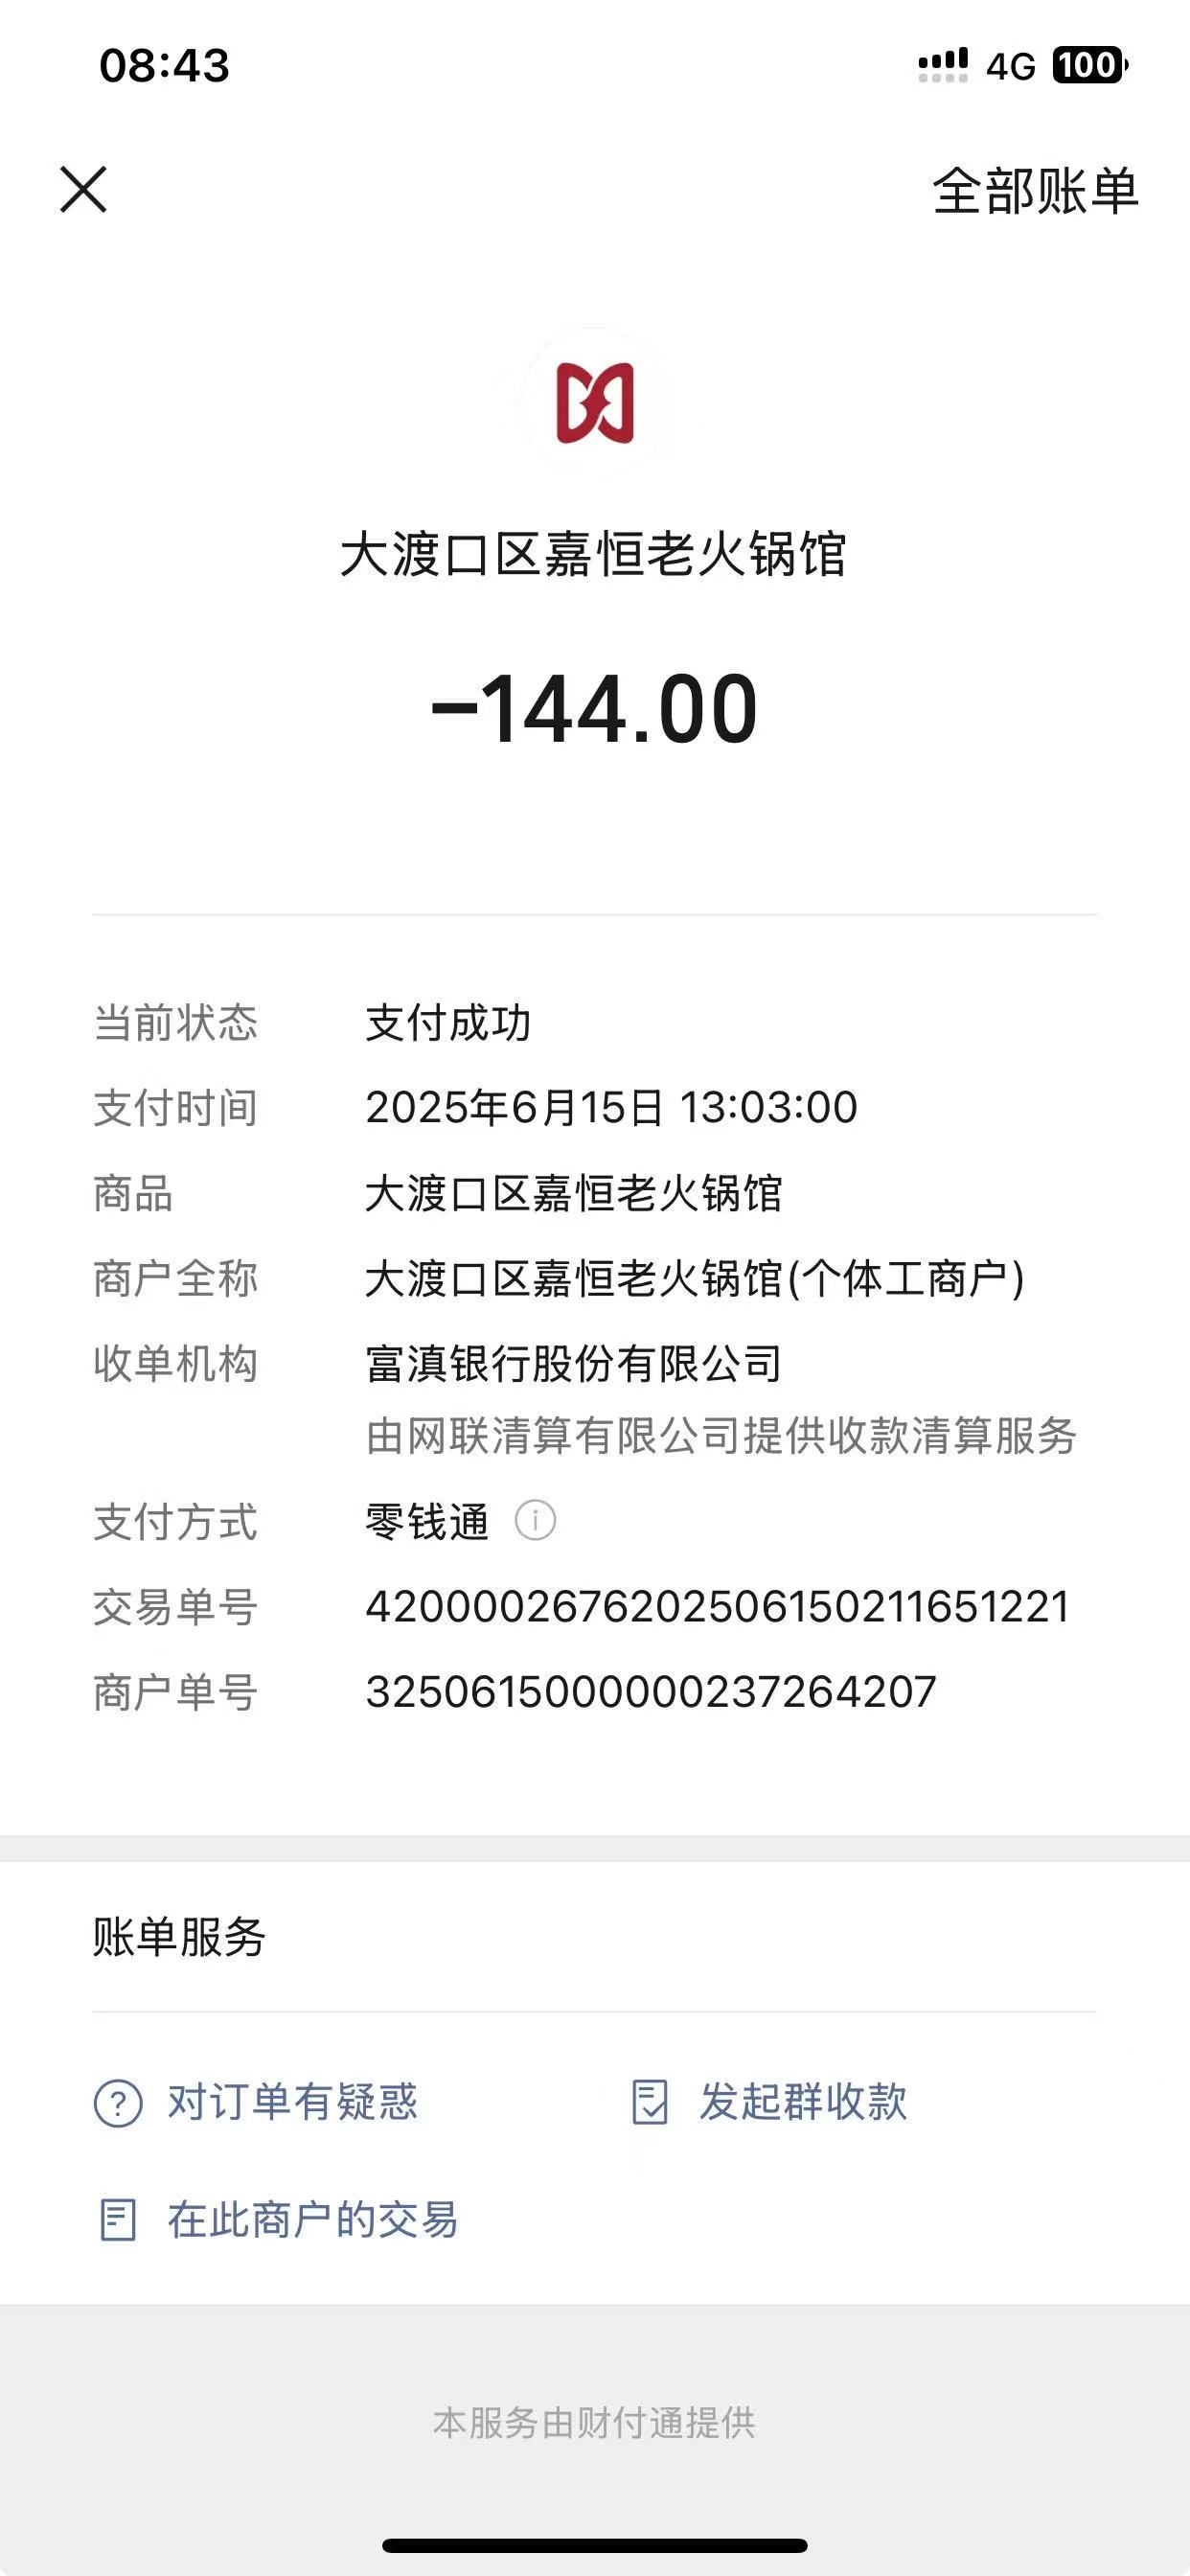 08:43 4G 100
全部账单
大渡口区嘉恒老火锅馆
-144.00
当前状态 支付成功
支付时间 2025年6月15日 13:03:00
商品 大渡口区嘉恒老火锅馆
商户全称 大渡口区嘉恒老火锅馆(个体工商户)
收单机构 富滇银行股份有限公司
由网联清算有限公司提供收款清算服务
支付方式 零钱通
交易单号 4200002676202506150211651221
商户单号 32506150000000237264207
账单服务
对订单有疑惑 发起群收款
在此商户的交易
本服务由财付通提供